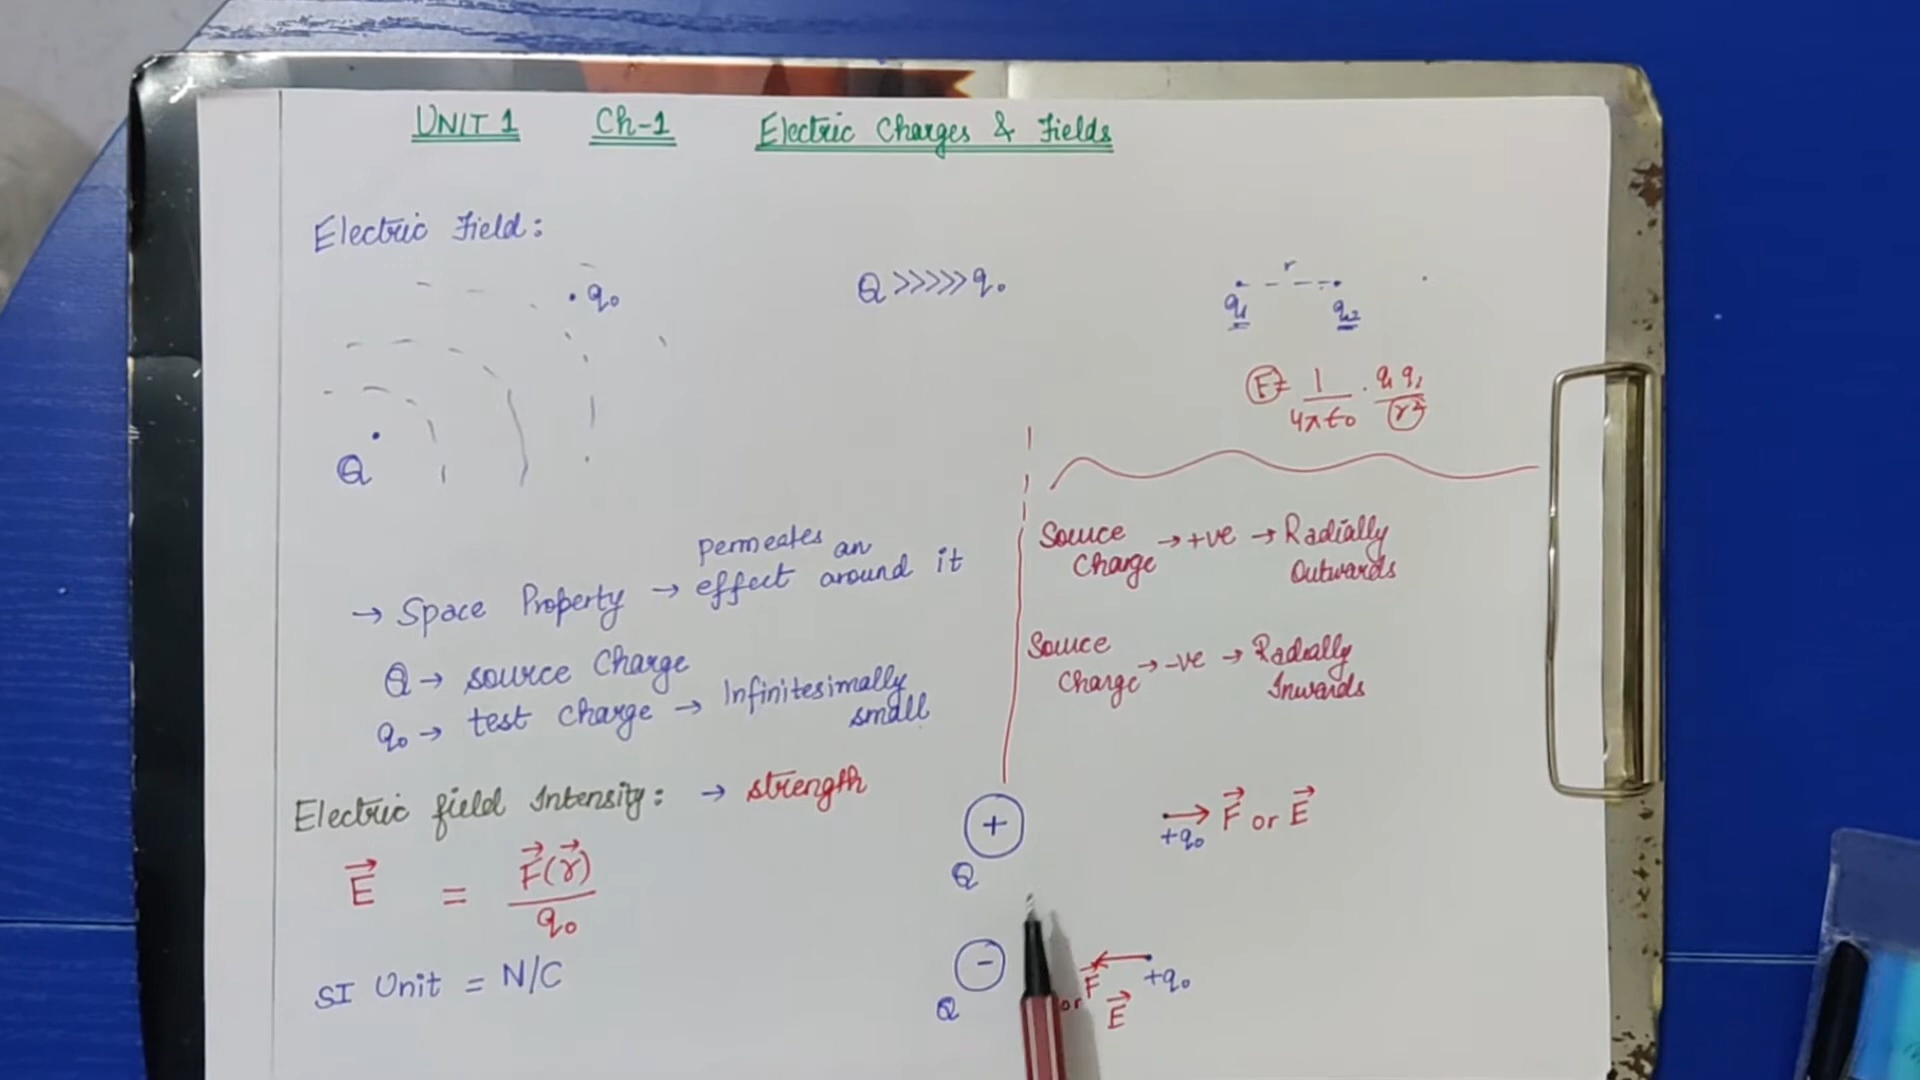 UNIT 1 Ch-1 Electric Charges & Fields
Electric Field:
q₀
Q >>>>> q₀
r
q₁ q₂
F = 1/4πε₀ . q₁ q₂/r²
Q
→ Space Property → permeates an
effect around it
Q → source Charge
q₀ → test charge → Infinitesimally
small
Source
Charge → +ve → Radially
Outwards
Source
Charge → -ve → Radially
Inwards
Electric field Intensity: → strength
E⃗ = F⃗(r⃗)/q₀
SI Unit = N/C
+
Q
+q₀ → F⃗ or E⃗
-
Q
F⃗ +q₀
or E⃗